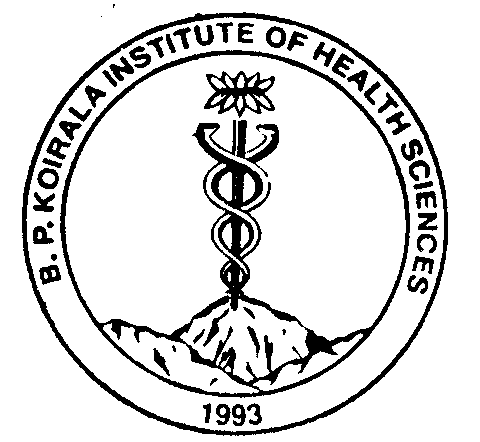 B. P. KOIRALA INSTITUTE OF HEALTH SCIENCES
1993